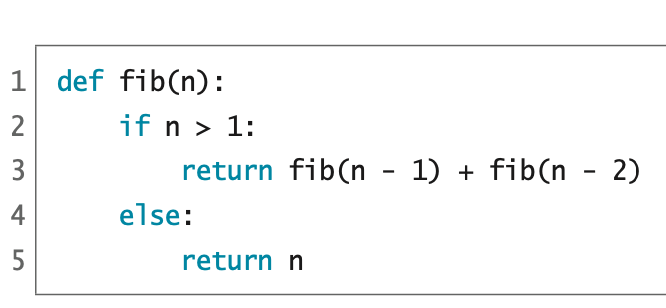 1 def fib(n):
2     if n > 1:
3         return fib(n - 1) + fib(n - 2)
4     else:
5         return n